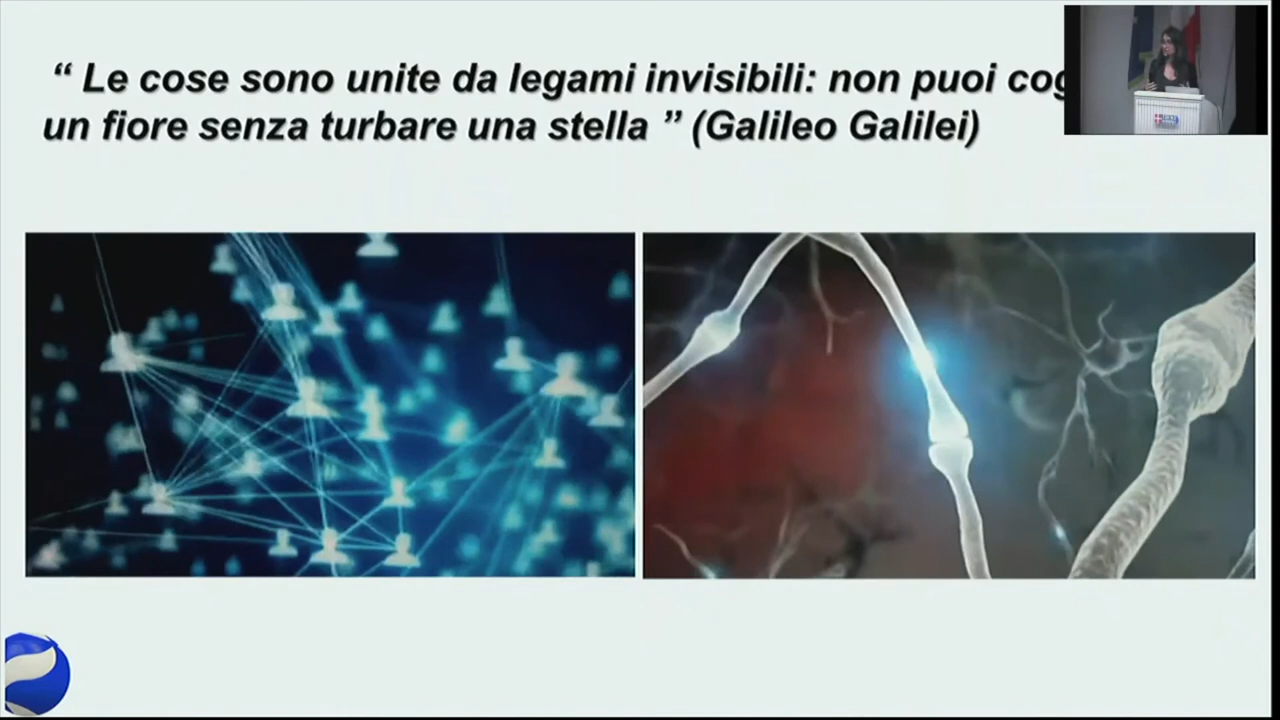 “ Le cose sono unite da legami invisibili: non puoi
un fiore senza turbare una stella ” (Galileo Galilei)